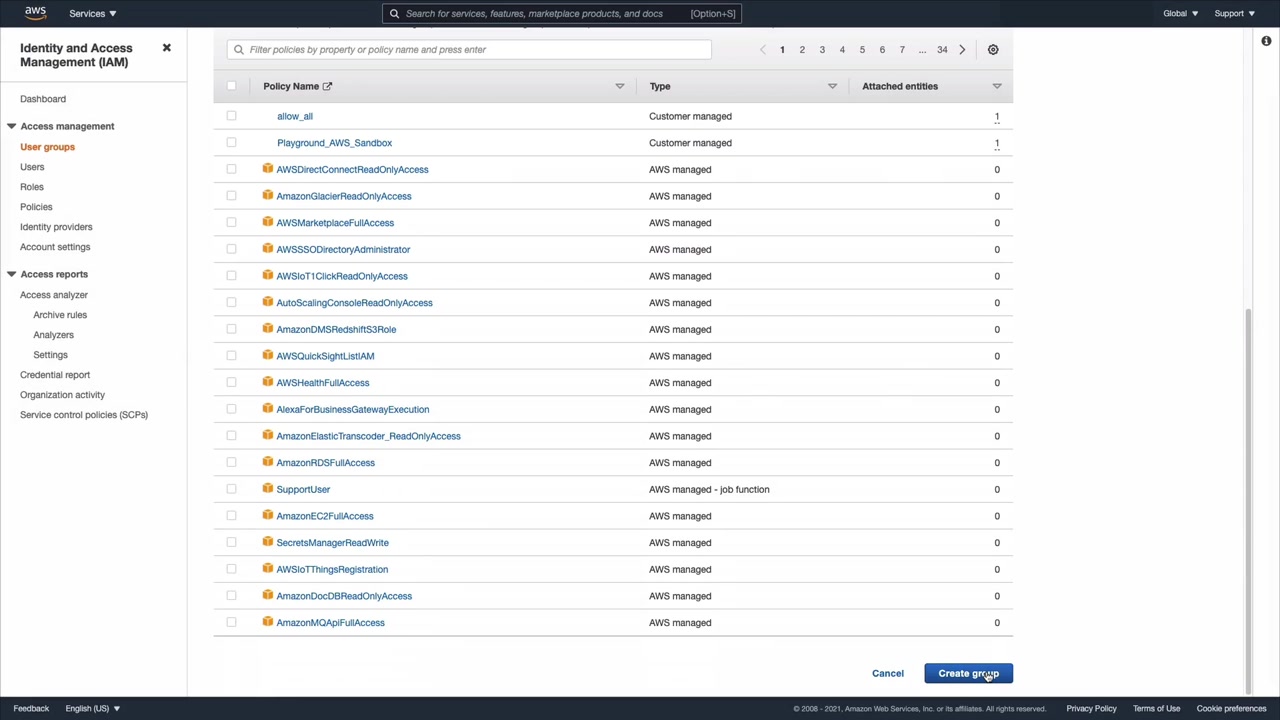 aws Services Search for services, features, marketplace products, and docs [Option+S] Global Support
Identity and Access
Management (IAM)
Dashboard
Access management
User groups
Users
Roles
Policies
Identity providers
Account settings
Access reports
Access analyzer
Archive rules
Analyzers
Settings
Credential report
Organization activity
Service control policies (SCPs)
Filter policies by property or policy name and press enter 1 2 3 4 5 6 7 ... 34
Policy Name Type Attached entities
allow_all Customer managed 1
Playground_AWS_Sandbox Customer managed 1
AWSDirectConnectReadOnlyAccess AWS managed 0
AmazonGlacierReadOnlyAccess AWS managed 0
AWSMarketplaceFullAccess AWS managed 0
AWSSSODirectoryAdministrator AWS managed 0
AWSIoT1ClickReadOnlyAccess AWS managed 0
AutoScalingConsoleReadOnlyAccess AWS managed 0
AmazonDMSRedshiftS3Role AWS managed 0
AWSQuickSightListIAM AWS managed 0
AWSHealthFullAccess AWS managed 0
AlexaForBusinessGatewayExecution AWS managed 0
AmazonElasticTranscoder_ReadOnlyAccess AWS managed 0
AmazonRDSFullAccess AWS managed 0
SupportUser AWS managed - job function 0
AmazonEC2FullAccess AWS managed 0
SecretsManagerReadWrite AWS managed 0
AWSIoTThingsRegistration AWS managed 0
AmazonDocDBReadOnlyAccess AWS managed 0
AmazonMQApiFullAccess AWS managed 0
Cancel Create group
Feedback English (US) © 2008 - 2021, Amazon Web Services, Inc. or its affiliates. All rights reserved. Privacy Policy Terms of Use Cookie preferences